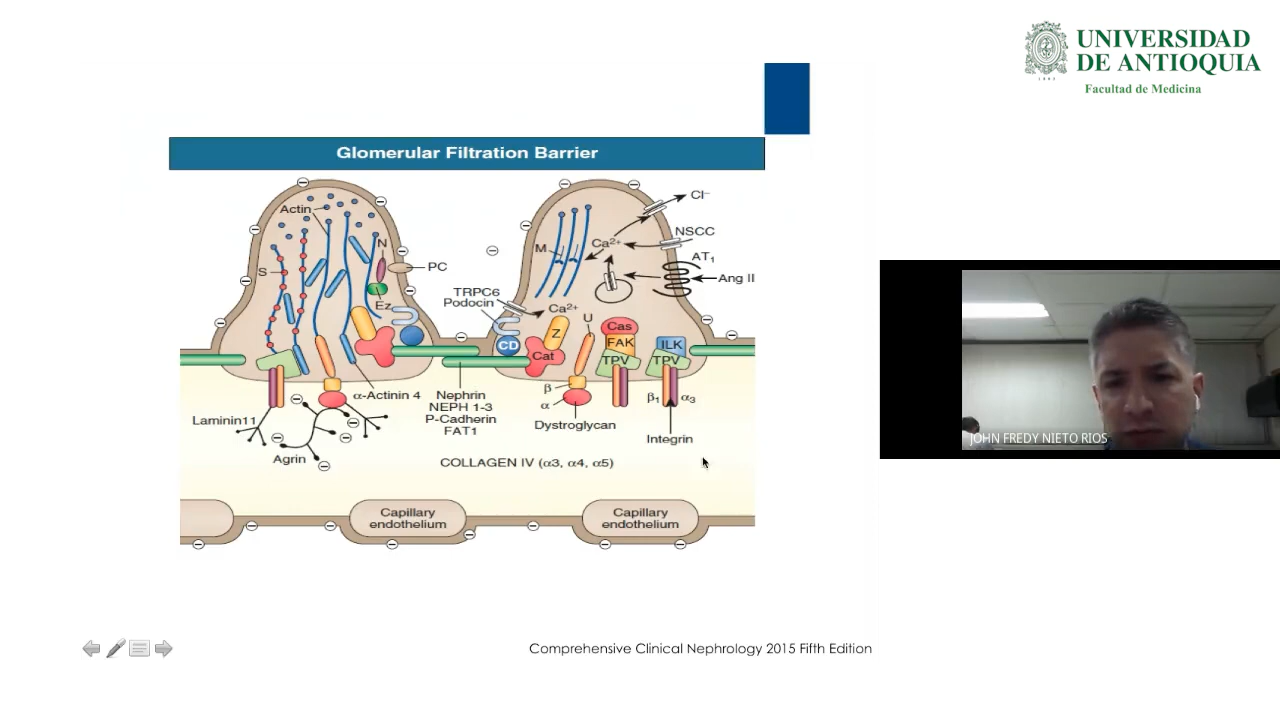 UNIVERSIDAD
DE ANTIOQUIA
1803
Facultad de Medicina
Glomerular Filtration Barrier
Actin
N
S
PC
Ez
Cl⁻
NSCC
M
Ca²⁺
AT₁
Ang II
TRPC6
Podocin
Ca²⁺
U
Z
CD
Cat
Cas
FAK
TPV
ILK
TPV
α-Actinin 4
Nephrin
NEPH 1-3
P-Cadherin
FAT1
β
α
Dystroglycan
β₁
α₃
Integrin
Laminin11
Agrin
COLLAGEN IV (α3, α4, α5)
Capillary
endothelium
Capillary
endothelium
JOHN FREDY NIETO RIOS
Comprehensive Clinical Nephrology 2015 Fifth Edition